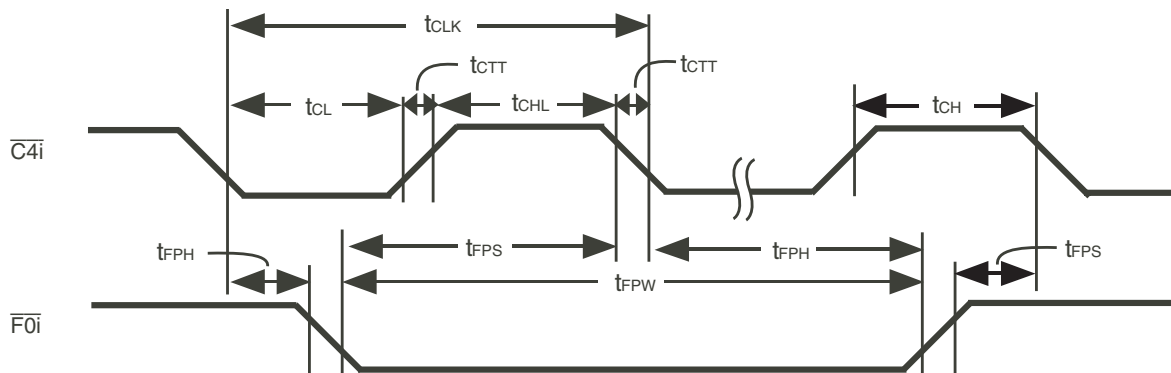 tCLK
tCTT
tCTT
tCL
tCHL
tCH
C4i
tFPH
tFPS
tFPH
tFPS
tFPW
F0i